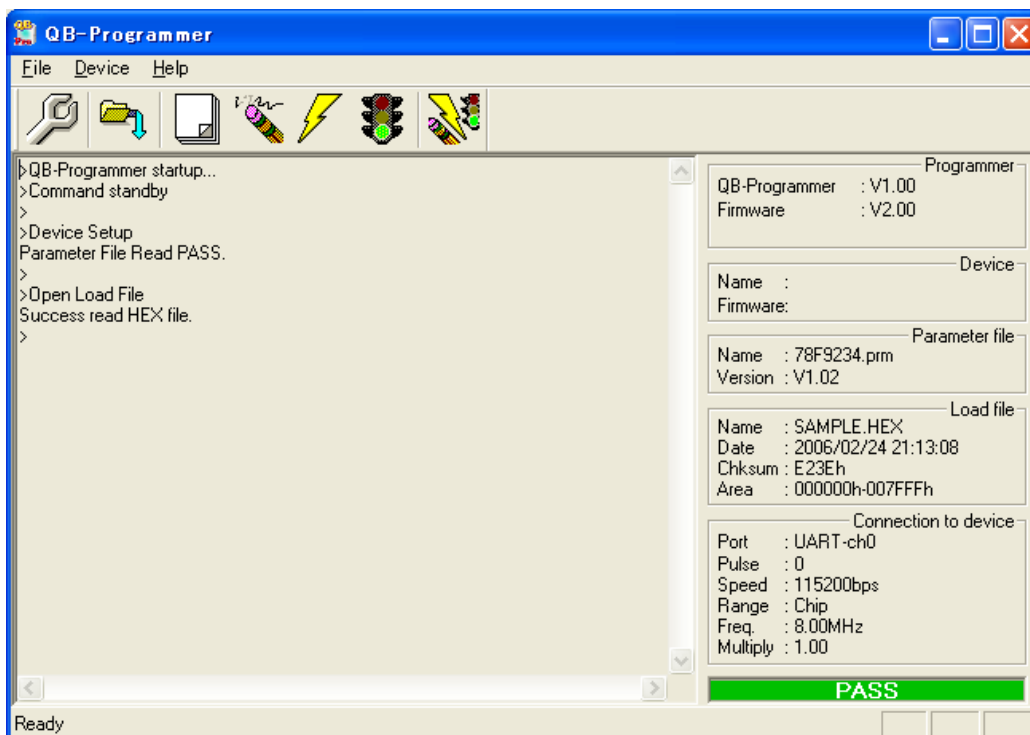 QB-Programmer
File Device Help
>QB-Programmer startup...
>Command standby
>
>Device Setup
Parameter File Read PASS.
>
>Open Load File
Success read HEX file.
>
Programmer
QB-Programmer : V1.00
Firmware : V2.00
Device
Name :
Firmware:
Parameter file
Name : 78F9234.prm
Version : V1.02
Load file
Name : SAMPLE.HEX
Date : 2006/02/24 21:13:08
Chksum : E23Eh
Area : 000000h-007FFFh
Connection to device
Port : UART-ch0
Pulse : 0
Speed : 115200bps
Range : Chip
Freq. : 8.00MHz
Multiply : 1.00
PASS
Ready